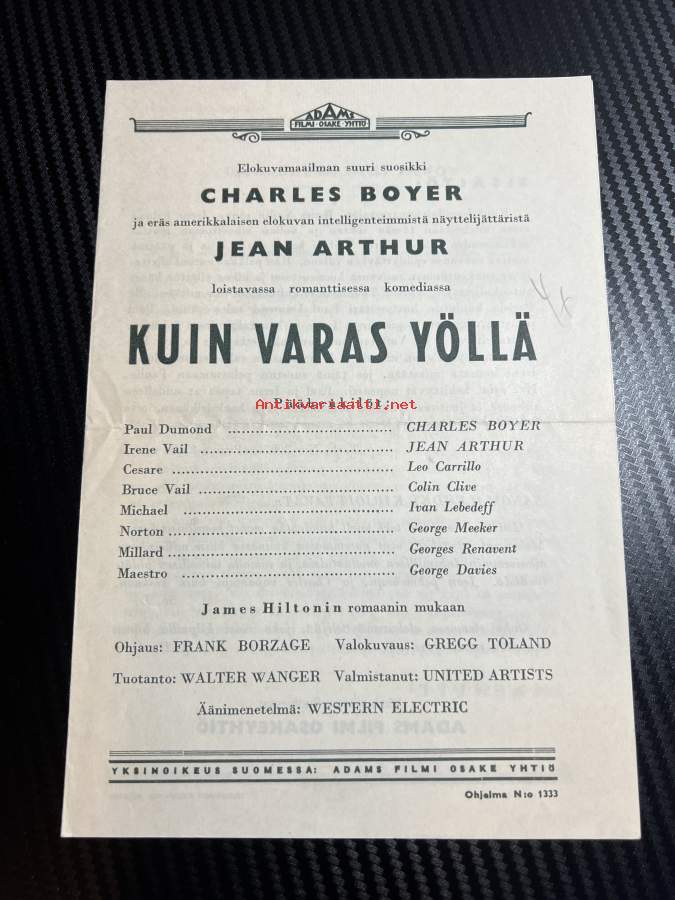 ADAMS
FILMI · OSAKE · YHTIÖ
Elokuvamaailman suuri suosikki
CHARLES BOYER
ja eräs amerikkalaisen elokuvan intelligenteimmistä näyttelijättäristä
JEAN ARTHUR
loistavassa romanttisessa komediassa
KUIN VARAS YÖLLÄ
Päähenkilöt:
Antikvariaatti.net
Paul Dumond ........ CHARLES BOYER
Irene Vail ........ JEAN ARTHUR
Cesare ........ Leo Carrillo
Bruce Vail ........ Colin Clive
Michael ........ Ivan Lebedeff
Norton ........ George Meeker
Millard ........ Georges Renavent
Maestro ........ George Davies
James Hiltonin romaanin mukaan
Ohjaus: FRANK BORZAGE Valokuvaus: GREGG TOLAND
Tuotanto: WALTER WANGER Valmistanut: UNITED ARTISTS
Äänimenetelmä: WESTERN ELECTRIC
YKSINOIKEUS SUOMESSA: ADAMS FILMI OSAKE YHTIÖ
Ohjelma N:o 1333